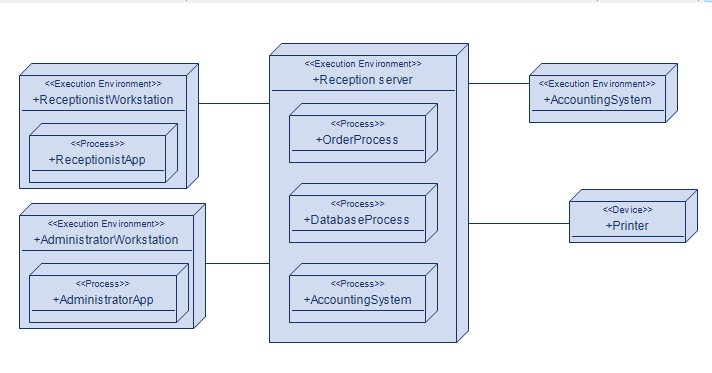 <<Execution Environment>>
+ReceptionistWorkstation
<<Process>>
+ReceptionistApp
<<Execution Environment>>
+AdministratorWorkstation
<<Process>>
+AdministratorApp
<<Execution Environment>>
+Reception server
<<Process>>
+OrderProcess
<<Process>>
+DatabaseProcess
<<Process>>
+AccountingSystem
<<Execution Environment>>
+AccountingSystem
<<Device>>
+Printer